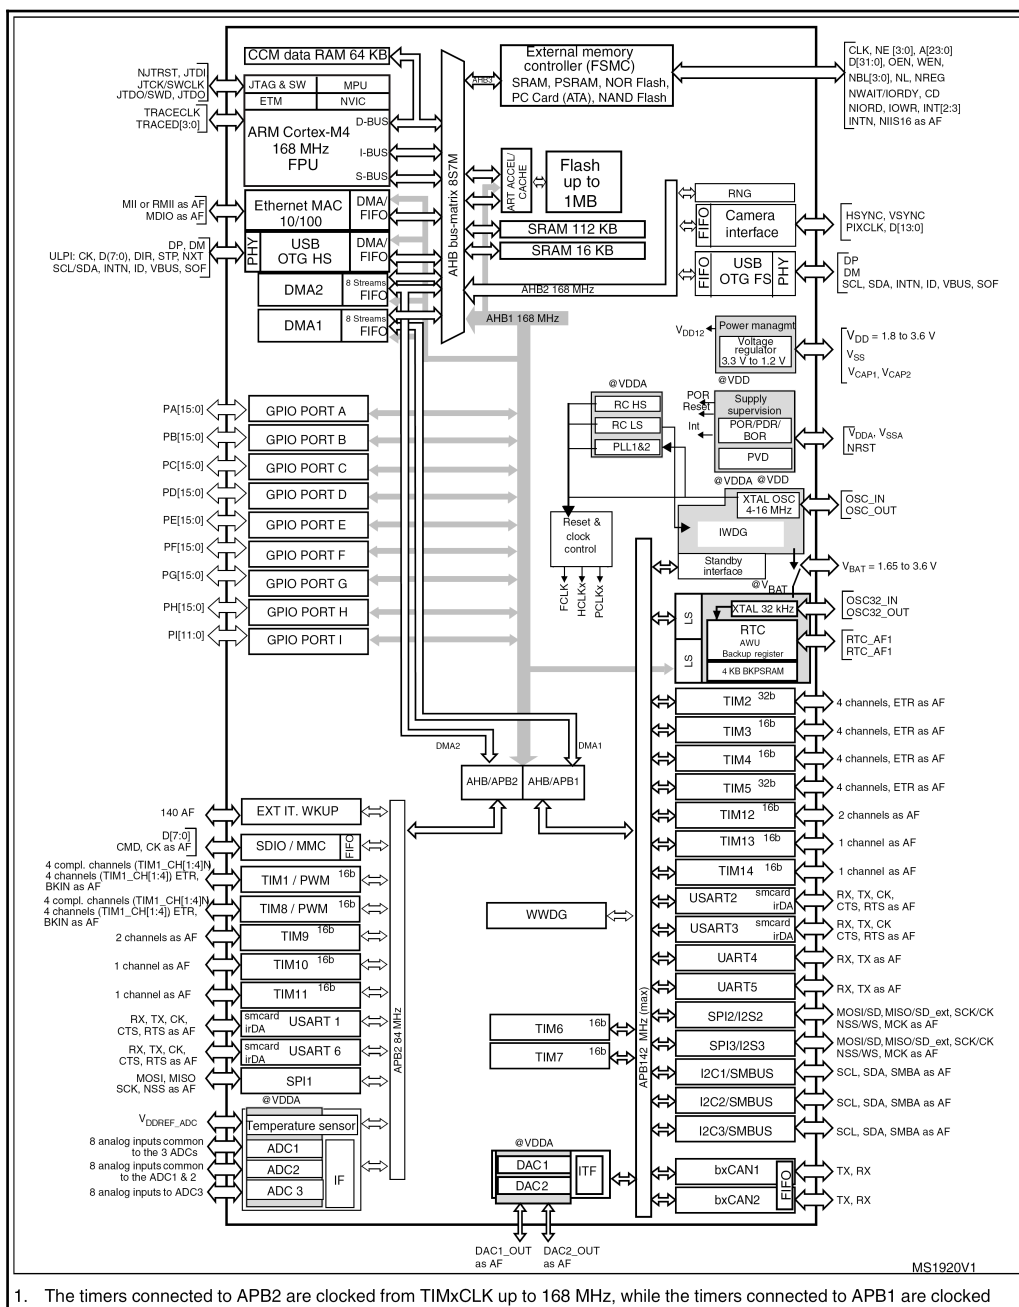 CCM data RAM 64 KB
External memory
controller (FSMC)
SRAM, PSRAM, NOR Flash,
PC Card (ATA), NAND Flash
AHB3
CLK, NE [3:0], A[23:0]
D[31:0], OEN, WEN,
NBL[3:0], NL, NREG
NWAIT/IORDY, CD
NIORD, IOWR, INT[2:3]
INTN, NIIS16 as AF
NJTRST, JTDI
JTCK/SWCLK
JTDO/SWD, JTDO
TRACECLK
TRACED[3:0]
JTAG & SW
MPU
ETM
NVIC
ARM Cortex-M4
168 MHz
FPU
D-BUS
I-BUS
S-BUS
AHB bus-matrix 8S7M
ART ACCEL/
CACHE
Flash
up to
1MB
SRAM 112 KB
SRAM 16 KB
AHB2 168 MHz
AHB1 168 MHz
RNG
FIFO
Camera
interface
HSYNC, VSYNC
PIXCLK, D[13:0]
FIFO
USB
OTG FS
PHY
DP
DM
SCL, SDA, INTN, ID, VBUS, SOF
MII or RMII as AF
MDIO as AF
Ethernet MAC
10/100
DMA/
FIFO
DP, DM
ULPI: CK, D(7:0), DIR, STP, NXT
SCL/SDA, INTN, ID, VBUS, SOF
PHY
USB
OTG HS
DMA/
FIFO
DMA2
8 Streams
FIFO
DMA1
8 Streams
FIFO
VDD12
Power managmt
Voltage
regulator
3.3 V to 1.2 V
@VDD
VDD = 1.8 to 3.6 V
VSS
VCAP1, VCAP2
@VDDA
RC HS
RC LS
PLL1&2
POR
Reset
Int
Supply
supervision
POR/PDR/
BOR
PVD
VDDA, VSSA
NRST
@VDDA @VDD
XTAL OSC
4-16 MHz
OSC_IN
OSC_OUT
IWDG
Reset &
clock
control
FCLK
HCLKx
PCLKx
Standby
interface
@VBAT
VBAT = 1.65 to 3.6 V
LS
LS
XTAL 32 kHz
OSC32_IN
OSC32_OUT
RTC
AWU
Backup register
4 KB BKPSRAM
RTC_AF1
RTC_AF1
PA[15:0]
GPIO PORT A
PB[15:0]
GPIO PORT B
PC[15:0]
GPIO PORT C
PD[15:0]
GPIO PORT D
PE[15:0]
GPIO PORT E
PF[15:0]
GPIO PORT F
PG[15:0]
GPIO PORT G
PH[15:0]
GPIO PORT H
PI[11:0]
GPIO PORT I
DMA2
DMA1
AHB/APB2
AHB/APB1
TIM2 32b
4 channels, ETR as AF
TIM3 16b
4 channels, ETR as AF
TIM4 16b
4 channels, ETR as AF
TIM5 32b
4 channels, ETR as AF
TIM12 16b
2 channels as AF
TIM13 16b
1 channel as AF
TIM14 16b
1 channel as AF
USART2 smcard
irDA
RX, TX, CK,
CTS, RTS as AF
USART3 smcard
irDA
RX, TX, CK
CTS, RTS as AF
UART4
RX, TX as AF
UART5
RX, TX as AF
SPI2/I2S2
MOSI/SD, MISO/SD_ext, SCK/CK
NSS/WS, MCK as AF
SPI3/I2S3
MOSI/SD, MISO/SD_ext, SCK/CK
NSS/WS, MCK as AF
I2C1/SMBUS
SCL, SDA, SMBA as AF
I2C2/SMBUS
SCL, SDA, SMBA as AF
I2C3/SMBUS
SCL, SDA, SMBA as AF
bxCAN1
TX, RX
bxCAN2
FIFO
TX, RX
140 AF
EXT IT. WKUP
D[7:0]
CMD, CK as AF
SDIO / MMC
FIFO
4 compl. channels (TIM1_CH[1:4]N
4 channels (TIM1_CH[1:4]) ETR,
BKIN as AF
TIM1 / PWM 16b
4 compl. channels (TIM1_CH[1:4]N
4 channels (TIM1_CH[1:4]) ETR,
BKIN as AF
TIM8 / PWM 16b
2 channels as AF
TIM9 16b
1 channel as AF
TIM10 16b
1 channel as AF
TIM11 16b
RX, TX, CK,
CTS, RTS as AF
smcard
irDA
USART 1
RX, TX, CK,
CTS, RTS as AF
smcard
irDA
USART 6
MOSI, MISO
SCK, NSS as AF
SPI1
@VDDA
VDDREF_ADC
Temperature sensor
8 analog inputs common
to the 3 ADCs
ADC1
8 analog inputs common
to the ADC1 & 2
ADC2
8 analog inputs to ADC3
ADC 3
IF
APB2 84 MHz
WWDG
TIM6 16b
TIM7 16b
APB142 MHz (max)
@VDDA
DAC1
DAC2
ITF
DAC1_OUT
as AF
DAC2_OUT
as AF
MS1920V1
1. The timers connected to APB2 are clocked from TIMxCLK up to 168 MHz, while the timers connected to APB1 are clocked